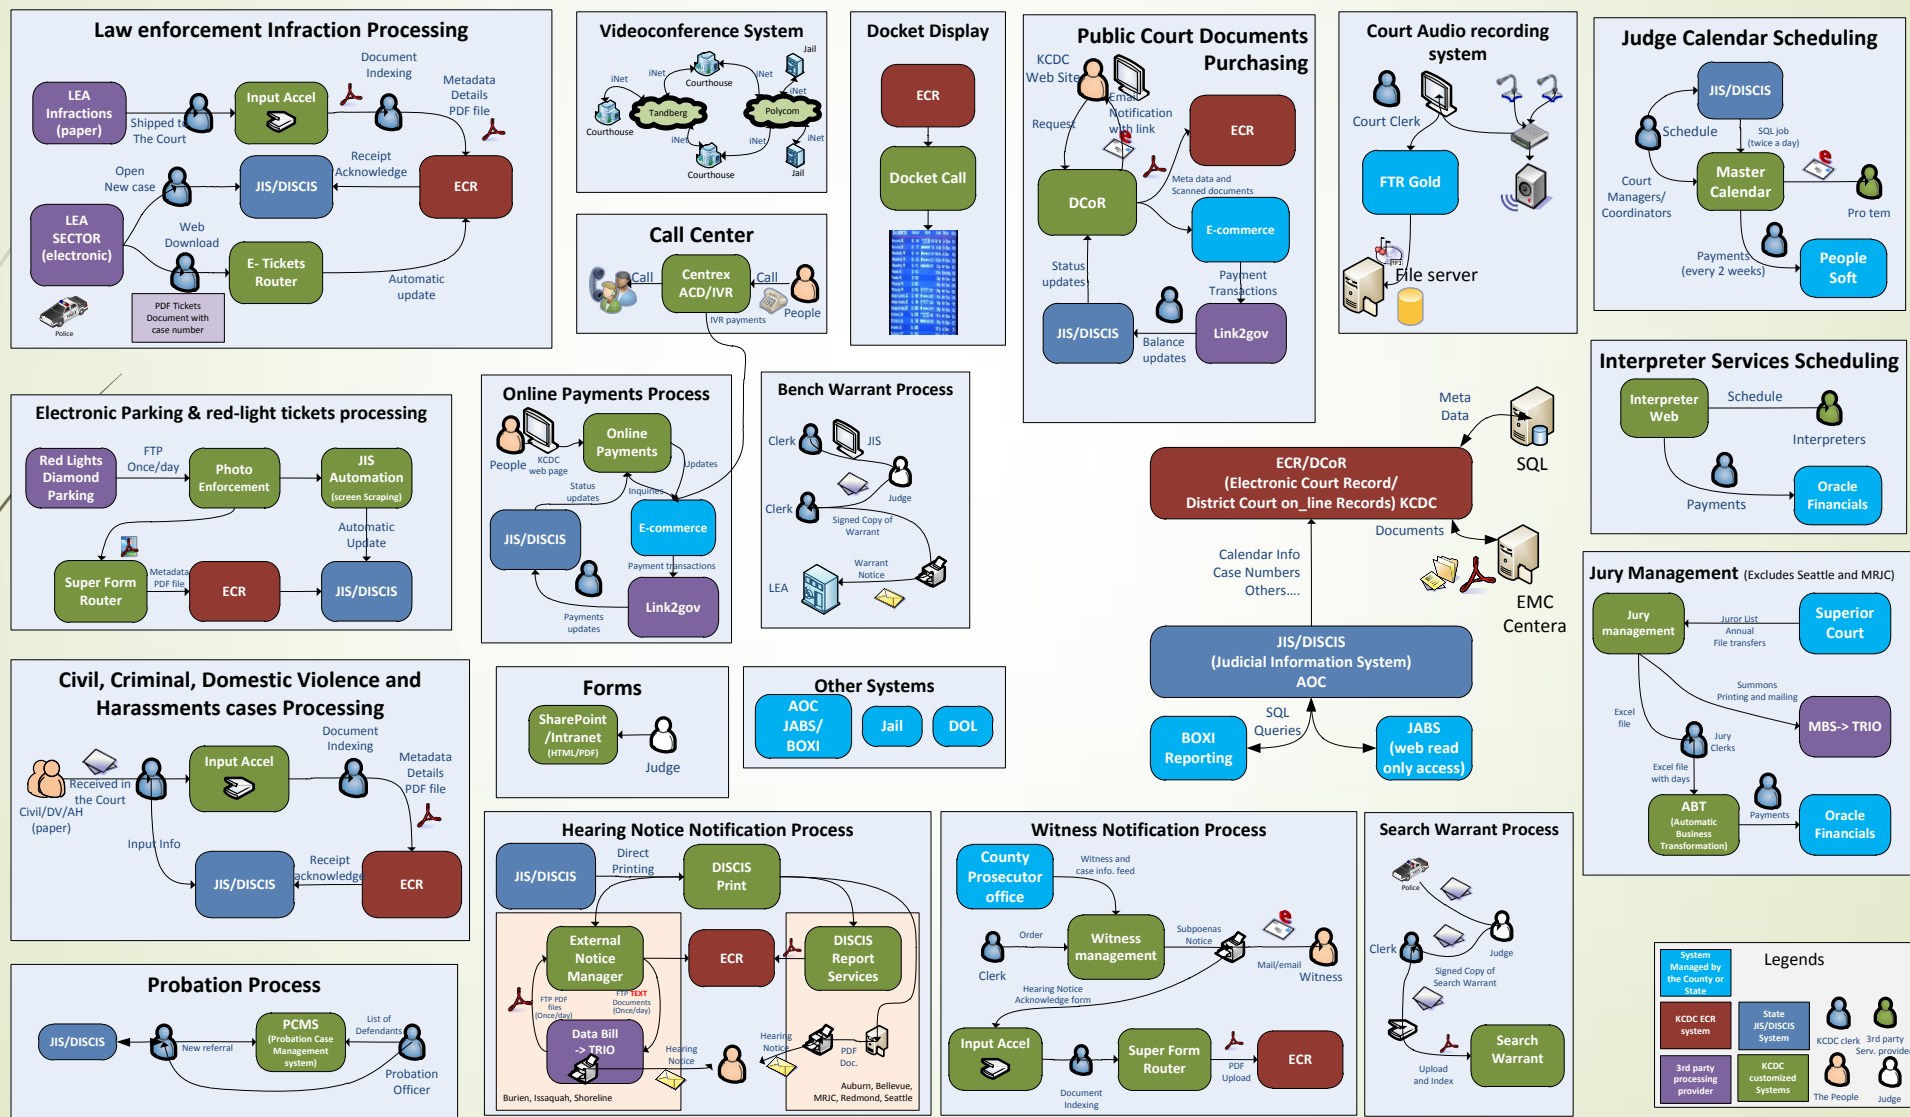 Law enforcement Infraction Processing
LEA
Infractions
(paper)
Shipped to
The Court
Input Accel
Document
Indexing
Metadata
Details
PDF file
Open
New case
JIS/DISCIS
Receipt
Acknowledge
ECR
LEA
SECTOR
(electronic)
Web
Download
E- Tickets
Router
Automatic
update
Police
PDF Tickets
Document with
case number
Videoconference System
Jail
iNet
iNet
iNet
iNet
Courthouse
Courthouse
Tandberg
Polycom
iNet
iNet
iNet
Courthouse
Jail
Docket Display
ECR
Docket Call
Call Center
Call
Centrex
ACD/IVR
Call
People
IVR payments
Public Court Documents
Purchasing
KCDC
Web Site
Email
Notification
with link
Request
ECR
DCoR
Meta data and
Scanned documents
E-commerce
Status
updates
Payment
Transactions
JIS/DISCIS
Balance
updates
Link2gov
Court Audio recording
system
Court Clerk
FTR Gold
File server
Judge Calendar Scheduling
JIS/DISCIS
Schedule
SQL job
(twice a day)
Court
Managers/
Coordinators
Master
Calendar
Pro tem
Payments
(every 2 weeks)
People
Soft
Electronic Parking & red-light tickets processing
Red Lights
Diamond
Parking
FTP
Once/day
Photo
Enforcement
JIS
Automation
(screen Scraping)
Automatic
Update
Super Form
Router
Metadata
PDF file
ECR
JIS/DISCIS
Online Payments Process
People
KCDC
web page
Online
Payments
Updates
Status
updates
Inquiries
JIS/DISCIS
E-commerce
Payment transactions
Payments
updates
Link2gov
Bench Warrant Process
Clerk
JIS
Judge
Clerk
Signed Copy of
Warrant
Warrant
Notice
LEA
Meta
Data
SQL
ECR/DCoR
(Electronic Court Record/
District Court on_line Records) KCDC
Documents
EMC
Centera
Calendar Info
Case Numbers
Others....
JIS/DISCIS
(Judicial Information System)
AOC
SQL
Queries
BOXI
Reporting
JABS
(web read
only access)
Interpreter Services Scheduling
Interpreter
Web
Schedule
Interpreters
Payments
Oracle
Financials
Jury Management (Excludes Seattle and MRJC)
Jury
management
Juror List
Annual
File transfers
Superior
Court
Summons
Printing and mailing
Excel
file
MBS-> TRIO
Jury
Clerks
Excel file
with days
ABT
(Automatic
Business
Transformation)
Payments
Oracle
Financials
Civil, Criminal, Domestic Violence and
Harassments cases Processing
Civil/DV/AH
(paper)
Received in
the Court
Input Accel
Document
Indexing
Metadata
Details
PDF file
Input Info
JIS/DISCIS
Receipt
acknowledge
ECR
Forms
SharePoint
/Intranet
(HTML/PDF)
Judge
Other Systems
AOC
JABS/
BOXI
Jail
DOL
Probation Process
JIS/DISCIS
New referral
PCMS
(Probation Case
Management
system)
List of
Defendants
Probation
Officer
Hearing Notice Notification Process
JIS/DISCIS
Direct
Printing
DISCIS
Print
External
Notice
Manager
ECR
DISCIS
Report
Services
FTP PDF
files
(Once/day)
FTP TEXT
Documents
(Once/day)
Data Bill
-> TRIO
Hearing
Notice
Hearing
Notice
PDF
Doc.
Burien, Issaquah, Shoreline
Auburn, Bellevue,
MRJC, Redmond, Seattle
Witness Notification Process
County
Prosecutor
office
Witness and
case info. feed
Clerk
Order
Witness
management
Subpoenas
Notice
Mail/email
Witness
Hearing Notice
Acknowledge form
Input Accel
Document
Indexing
Super Form
Router
PDF
Upload
ECR
Search Warrant Process
Police
Clerk
Judge
Signed Copy of
Search Warrant
Upload
and Index
Search
Warrant
Legends
System
Managed by
the County or
State
KCDC ECR
system
State
JIS/DISCIS
System
KCDC clerk
3rd party
Serv. provider
3rd party
processing
provider
KCDC
customized
Systems
The People
Judge